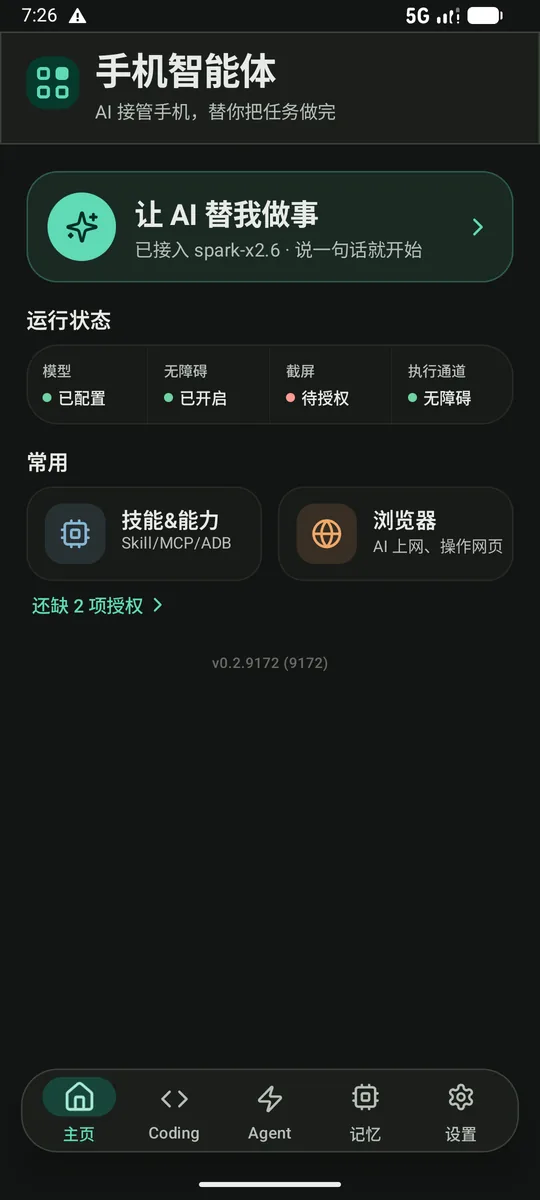 7:26
5G
手机智能体
AI 接管手机，替你把任务做完
让 AI 替我做事
已接入 spark-x2.6 · 说一句话就开始
运行状态
模型
已配置
无障碍
已开启
截屏
待授权
执行通道
无障碍
常用
技能&能力
Skill/MCP/ADB
浏览器
AI 上网、操作网页
还缺 2 项授权
v0.2.9172 (9172)
主页
Coding
Agent
记忆
设置